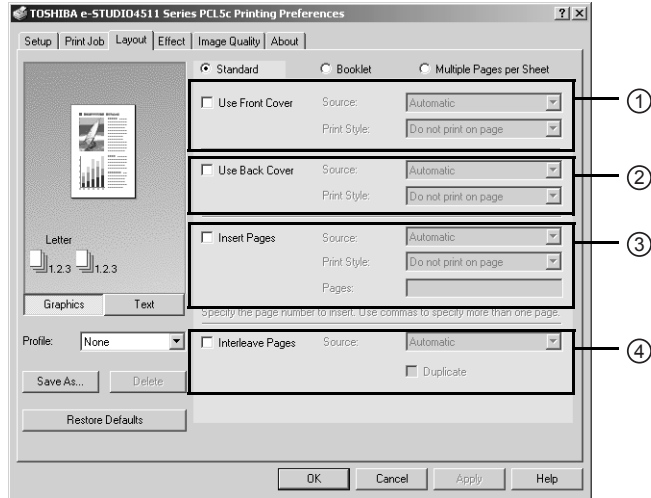 TOSHIBA e-STUDIO4511 Series PCL5c Printing Preferences
Setup Print Job Layout Effect Image Quality About
Standard Booklet Multiple Pages per Sheet
Use Front Cover Source: Automatic
Print Style: Do not print on page
1
Use Back Cover Source: Automatic
Print Style: Do not print on page
2
Insert Pages Source: Automatic
Print Style: Do not print on page
Pages:
3
Specify the page number to insert. Use commas to specify more than one page.
Interleave Pages Source: Automatic
Duplicate
4
Letter
1.2.3 1.2.3
Graphics Text
Profile: None
Save As... Delete
Restore Defaults
OK Cancel Apply Help